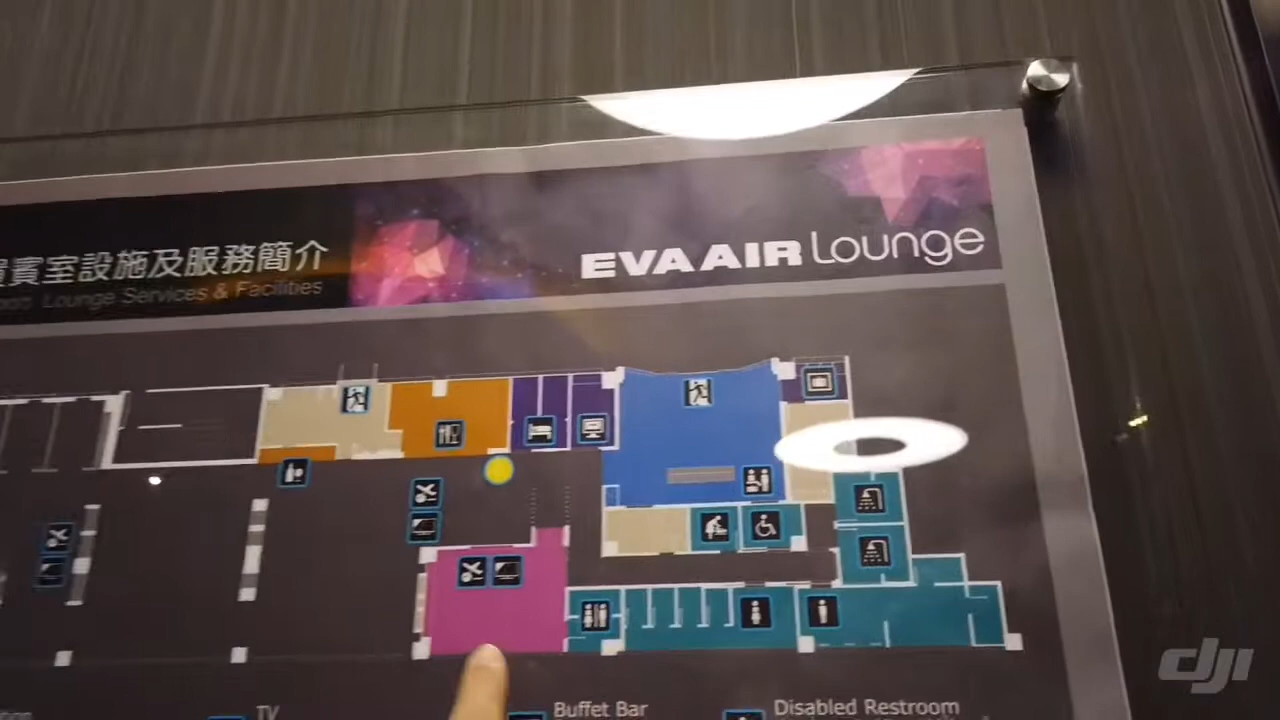 賓室設施及服務簡介
Lounge Services & Facilities
EVA AIR Lounge
TV
Buffet Bar
Disabled Restroom
dji